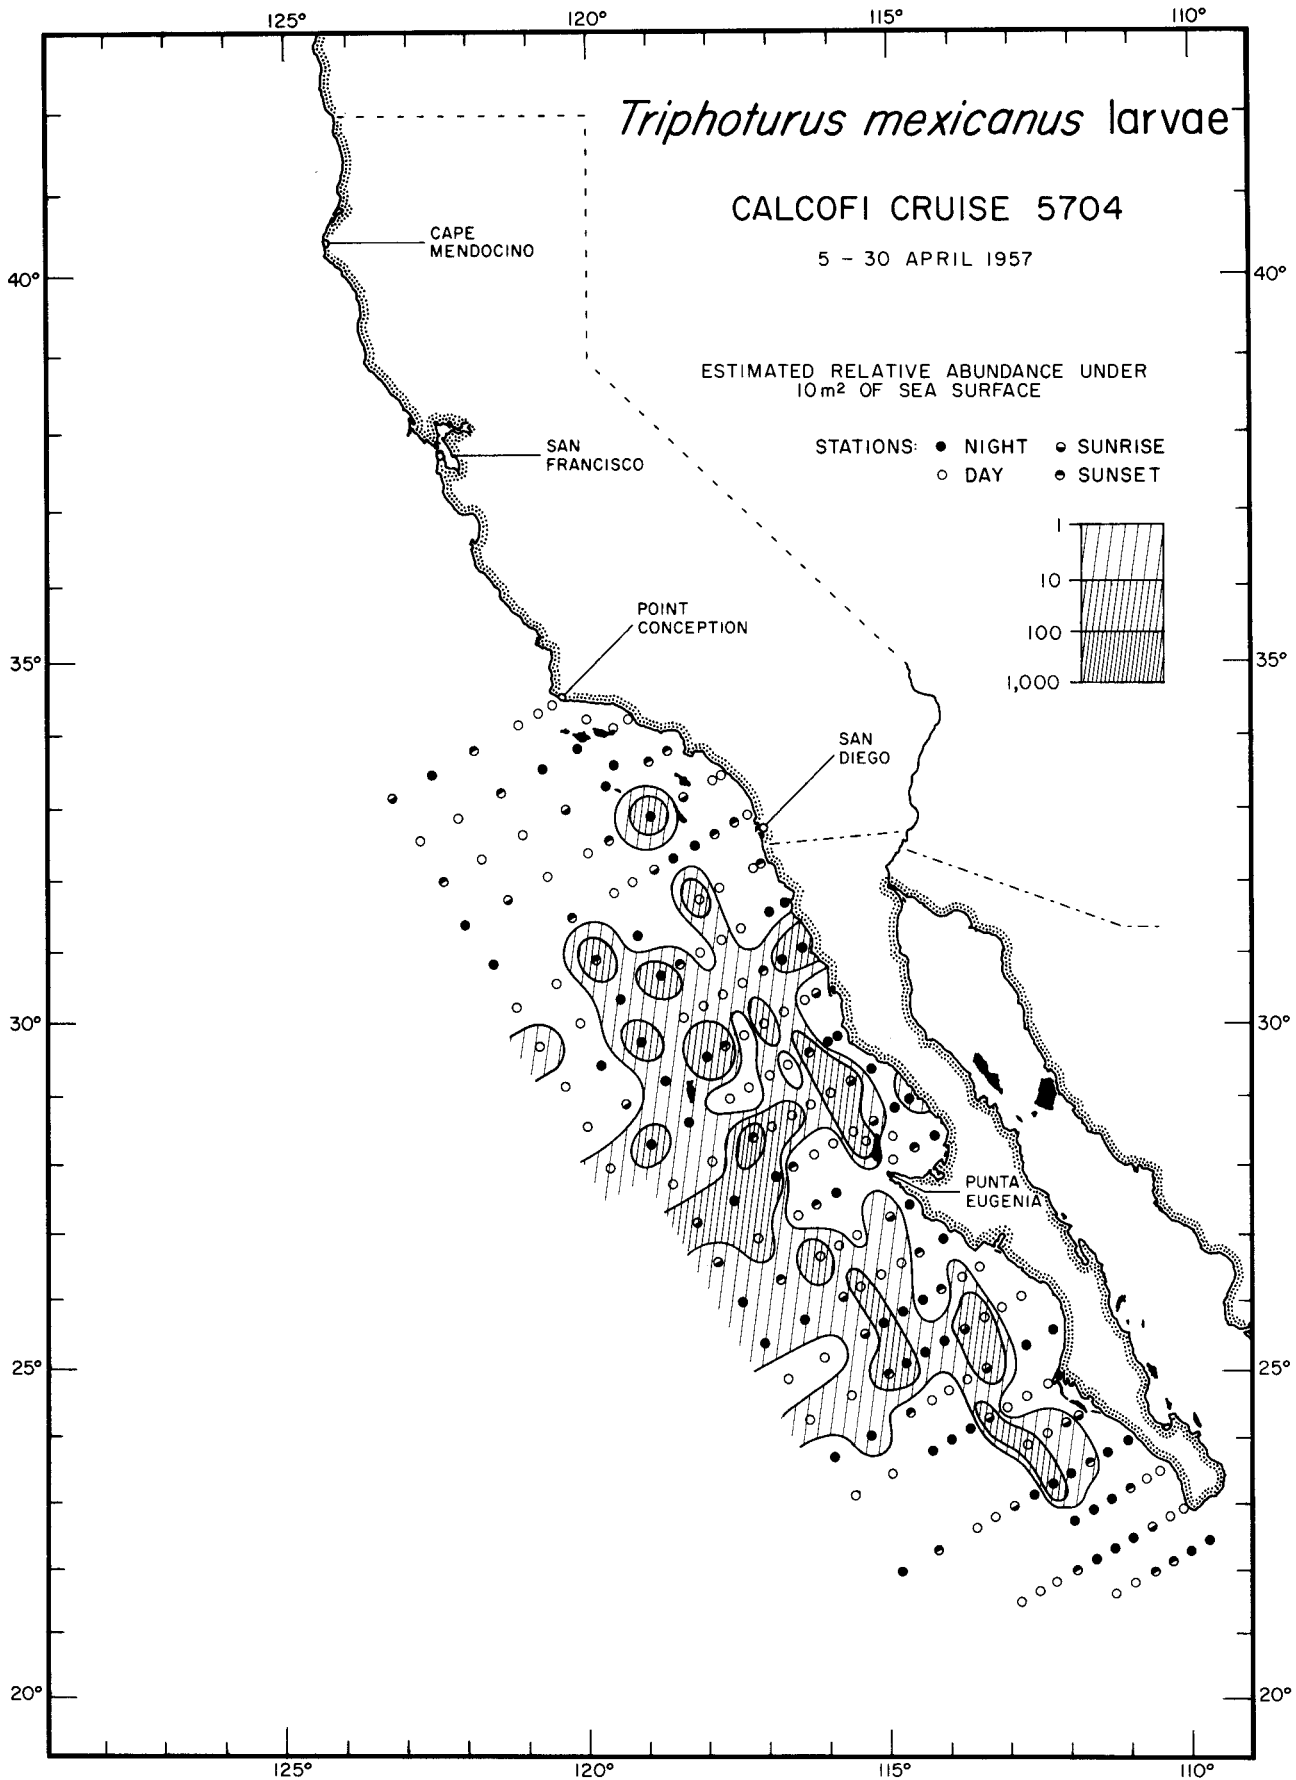 125° 120° 115° 110°
Triphoturus mexicanus larvae
CALCOFI CRUISE 5704
5 – 30 APRIL 1957
CAPE
MENDOCINO
40° 40°
ESTIMATED RELATIVE ABUNDANCE UNDER
10m² OF SEA SURFACE
STATIONS: ● NIGHT SUNRISE
○ DAY SUNSET
SAN
FRANCISCO
1
10
100
1,000
POINT
CONCEPTION
35° 35°
SAN
DIEGO
30° 30°
PUNTA
EUGENIA
25° 25°
20° 20°
125° 120° 115° 110°